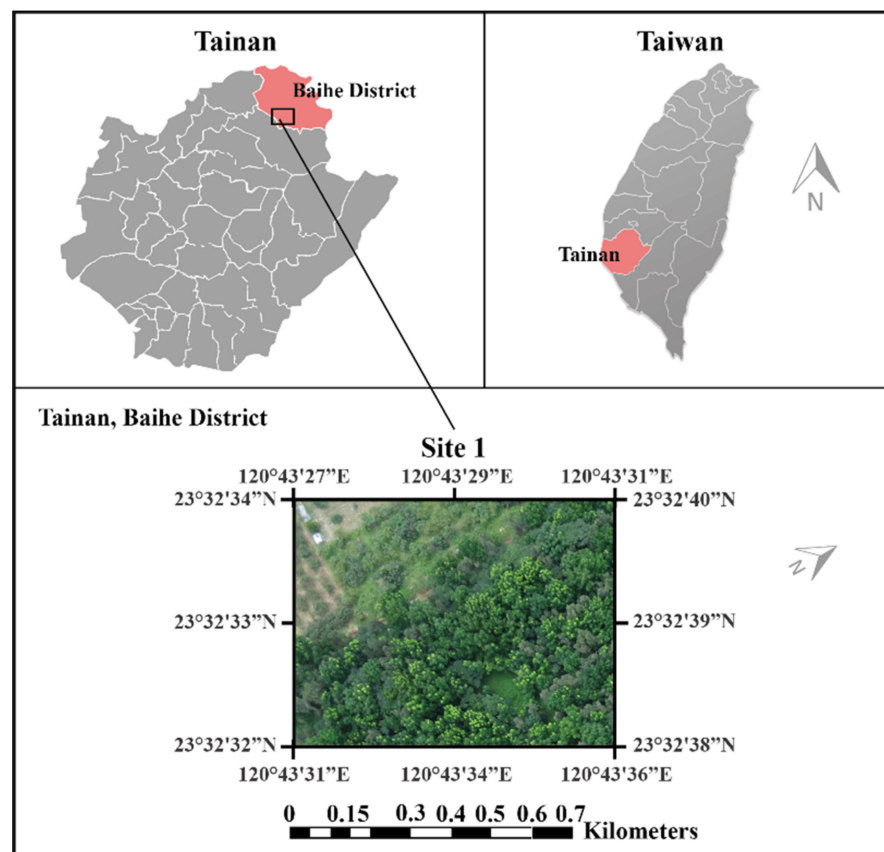 Tainan
Baihe District
Taiwan
Tainan
N
Tainan, Baihe District
Site 1
120°43'27”E 120°43'29”E 120°43'31”E
23°32'34”N 23°32'40”N
N
23°32'33”N 23°32'39”N
23°32'32”N 23°32'38”N
120°43'31”E 120°43'34”E 120°43'36”E
0 0.15 0.3 0.4 0.5 0.6 0.7
Kilometers